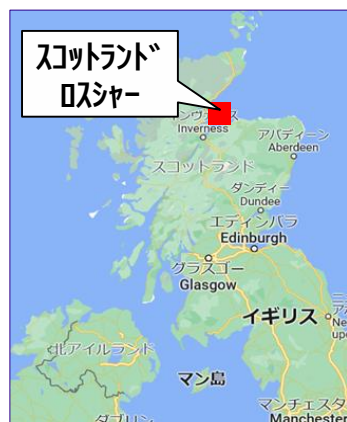 スコットランド
ロスシャー
Inverness
アバディーン
Aberdeen
スコットランド
ダンディー
Dundee
エディンバラ
Edinburgh
グラスゴー
Glasgow
イギリス
北アイルランド
マン島
マンチェスタ
Manchester